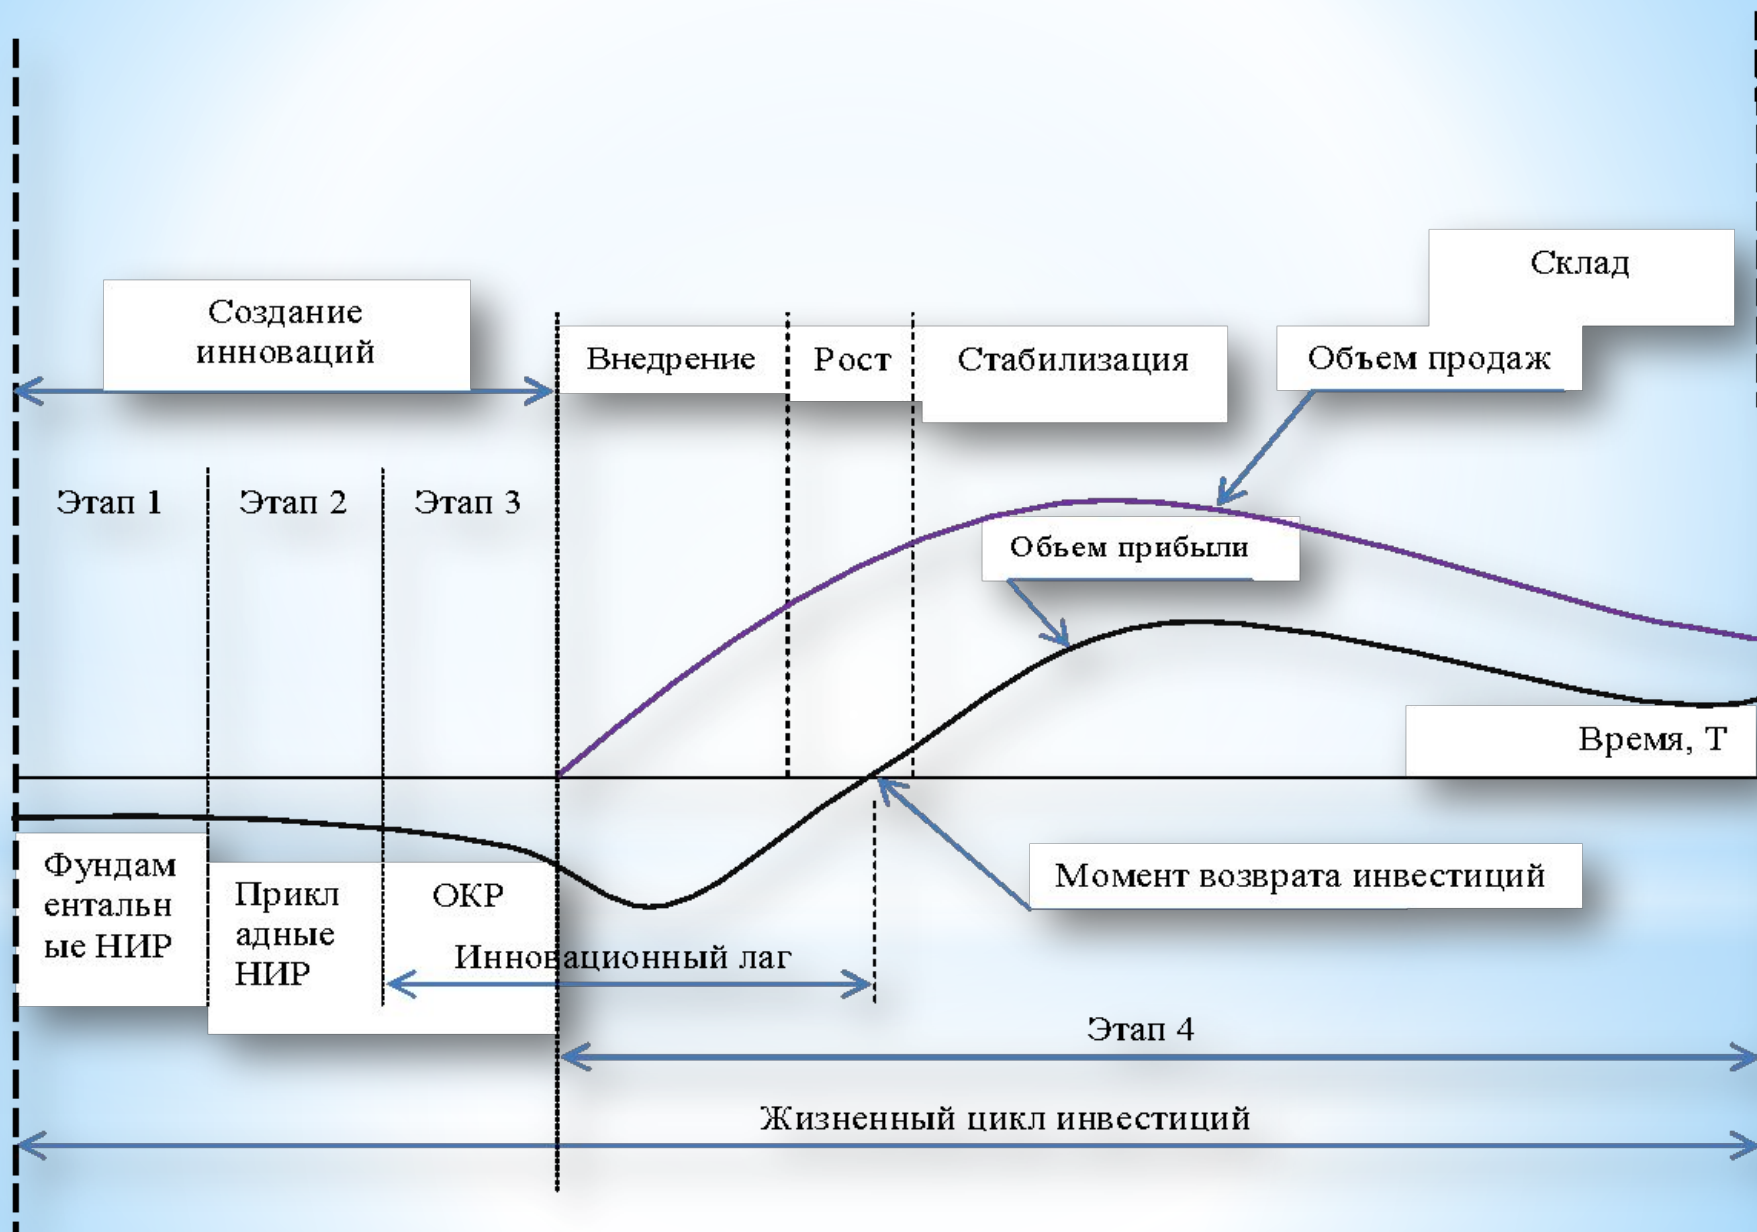 Склад
Создание
инноваций
Внедрение
Рост
Стабилизация
Объем продаж
Этап 1
Этап 2
Этап 3
Объем прибыли
Время, Т
Фундам
ентальн
ые НИР
Прикл
адные
НИР
ОКР
Момент возврата инвестиций
Инновационный лаг
Этап 4
Жизненный цикл инвестиций